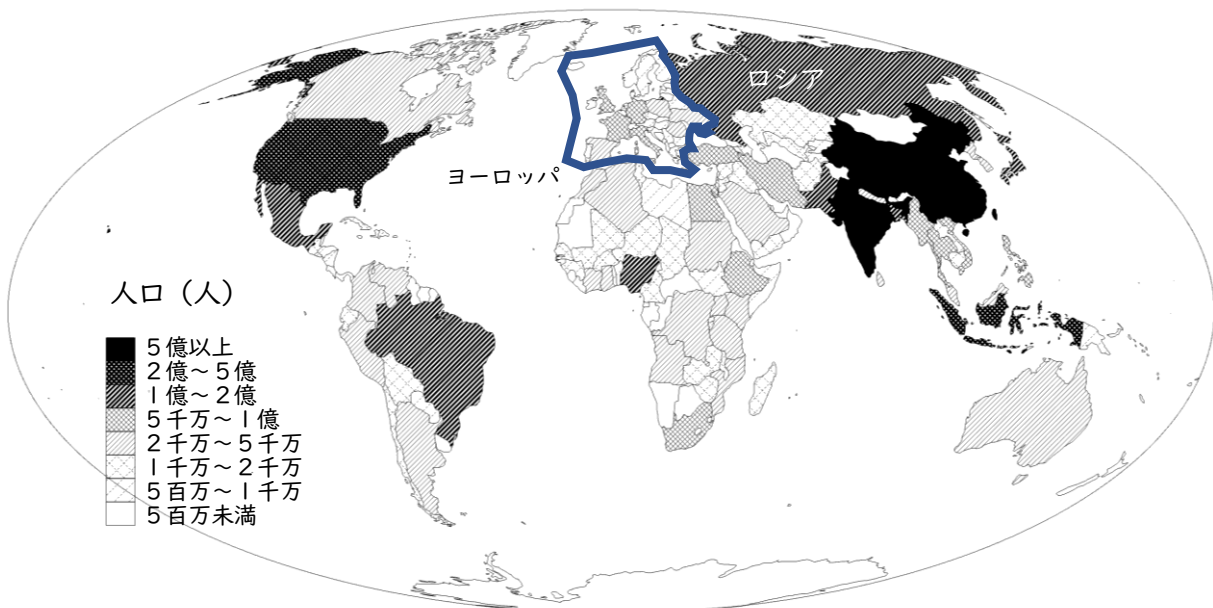 ロシア
ヨーロッパ
人口（人）
５億以上
２億～５億
１億～２億
５千万～１億
２千万～５千万
１千万～２千万
５百万～１千万
５百万未満